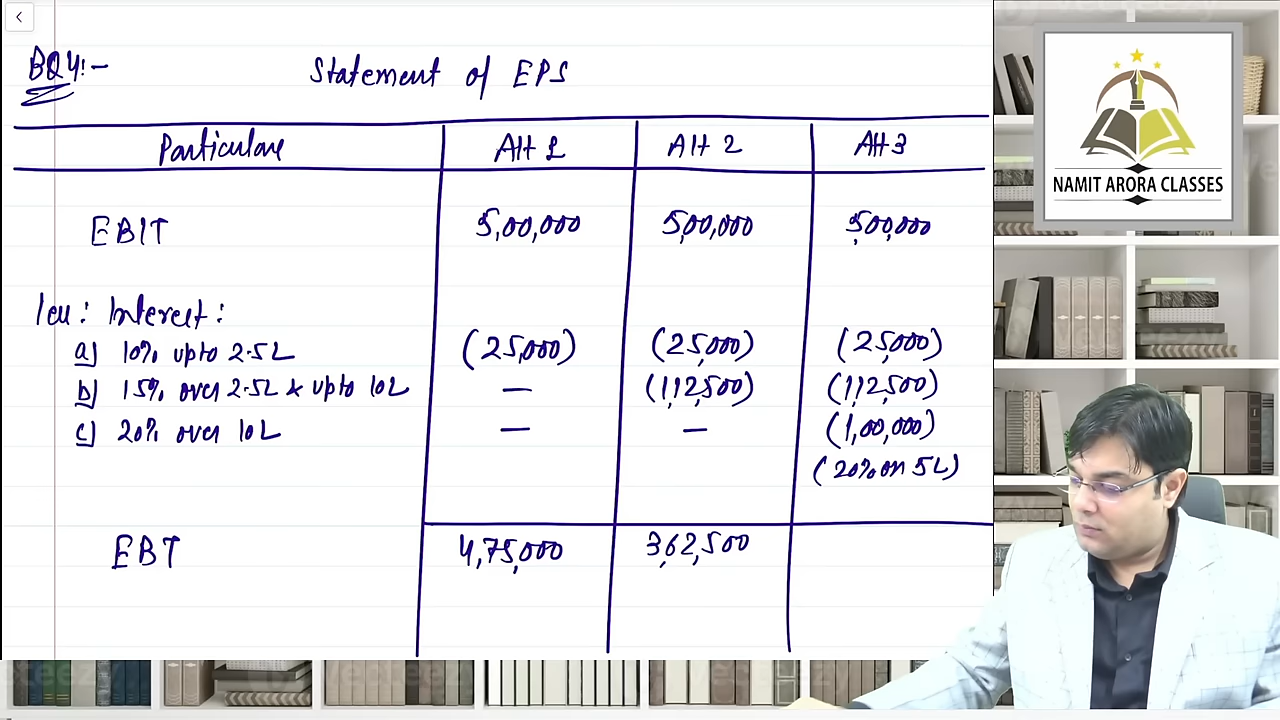 BQ4:-
Statement of EPS
Particulars Alt 1 Alt 2 Alt 3
EBIT 5,00,000 5,00,000 5,00,000
less: Interest:
a) 10% upto 2.5L (25,000) (25,000) (25,000)
b) 15% over 2.5L & upto 10L — (1,12,500) (1,12,500)
c) 20% over 10L — — (1,00,000)
(20% on 5L)
EBT 4,75,000 3,62,500
NAMIT ARORA CLASSES